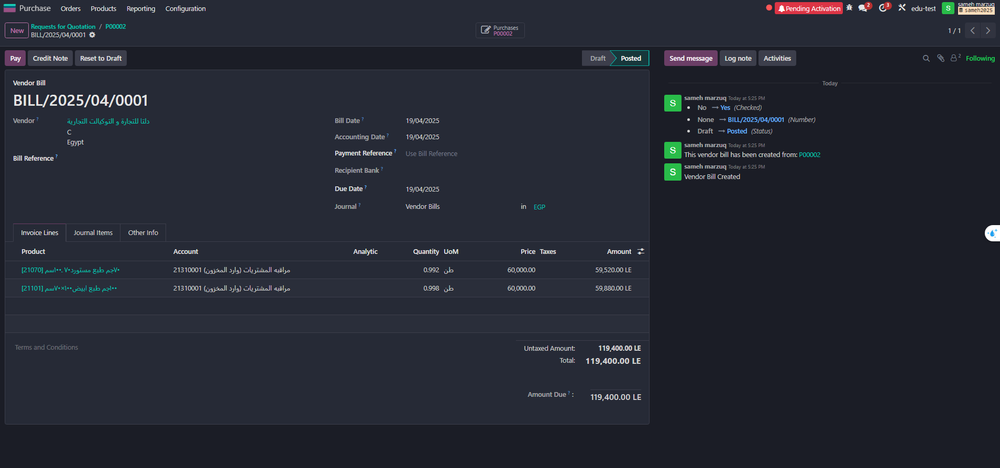 Purchase Orders Products Reporting Configuration
Pending Activation 2 3 edu-test S sameh marzuq
sameh2025
New Requests for Quotation / P00002
BILL/2025/04/0001
Purchases
P00002
1 / 1
Pay Credit Note Reset to Draft
Draft Posted
Send message Log note Activities
2 Following
Vendor Bill
BILL/2025/04/0001
Vendor ? دلتا للتجارة و التوكيالت التجارية
C
Egypt
Bill Reference ?
Bill Date ? 19/04/2025
Accounting Date ? 19/04/2025
Payment Reference ? Use Bill Reference
Recipient Bank ?
Due Date ? 19/04/2025
Journal ? Vendor Bills in EGP
Invoice Lines Journal Items Other Info
Product Account Analytic Quantity UoM Price Taxes Amount
[21070] ٧٠جم طبع مستورد٧٠ـ١٠٠سم 21310001 مراقبه المشتريات (وارد المخزون) 0.992 طن 60,000.00 59,520.00 LE
[21101] ١٠٠جم طبع ابيض١٠٠×٧٠سم 21310001 مراقبه المشتريات (وارد المخزون) 0.998 طن 60,000.00 59,880.00 LE
Terms and Conditions
Untaxed Amount: 119,400.00 LE
Total: 119,400.00 LE
Amount Due ? : 119,400.00 LE
Today
S sameh marzuq Today at 5:25 PM
• No → Yes (Checked)
• None → BILL/2025/04/0001 (Number)
• Draft → Posted (Status)
S sameh marzuq Today at 5:25 PM
This vendor bill has been created from: P00002
S sameh marzuq Today at 5:25 PM
Vendor Bill Created